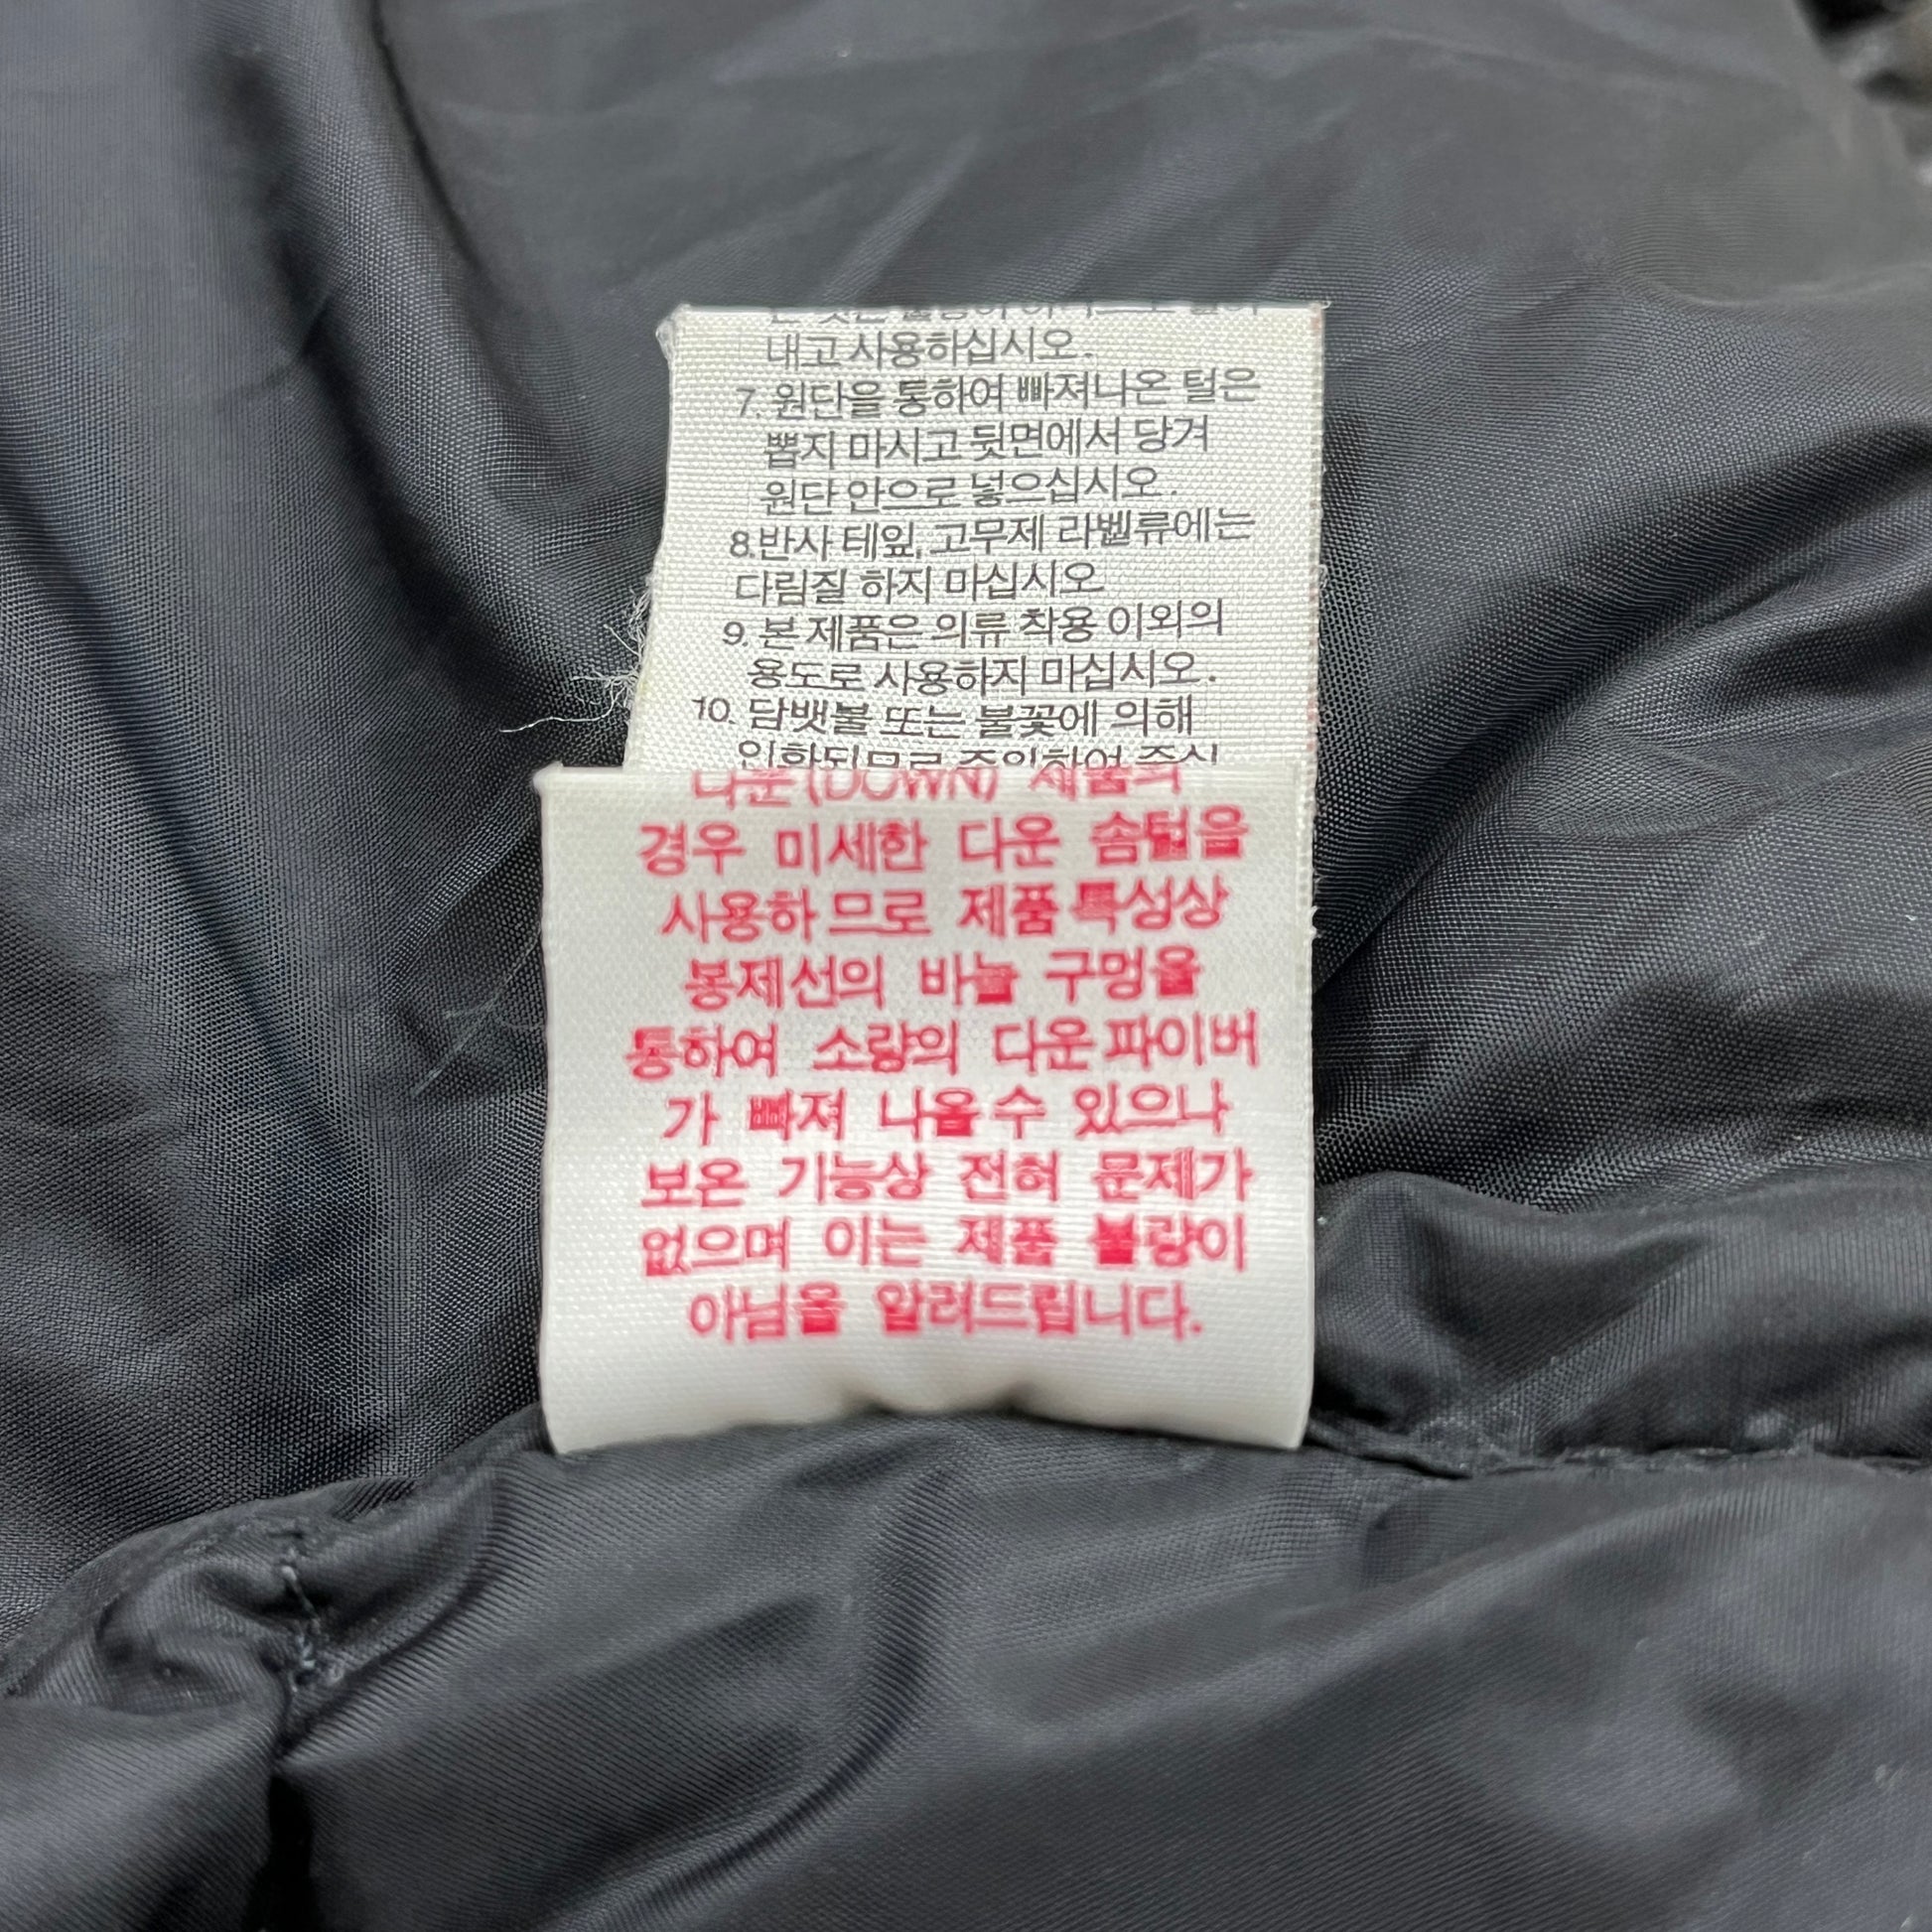 내고 사용하십시오.
7. 원단을 통하여 빠져나온 털은
뽑지 마시고 뒷면에서 당겨
원단 안으로 넣으십시오.
8.반사 테잎, 고무제 라벨류에는
다림질 하지 마십시오
9. 본 제품은 의류 착용 이외의
용도로 사용하지 마십시오.
10. 담뱃불 또는 불꽃에 의해
다운(DOWN) 제품의
경우 미세한 다운 솜털을
사용하므로 제품 특성상
봉제선의 바늘 구멍을
통하여 소량의 다운 파이버
가 빠져 나올 수 있으나
보온 기능상 전혀 문제가
없으며 이는 제품 불량이
아님을 알려드립니다.